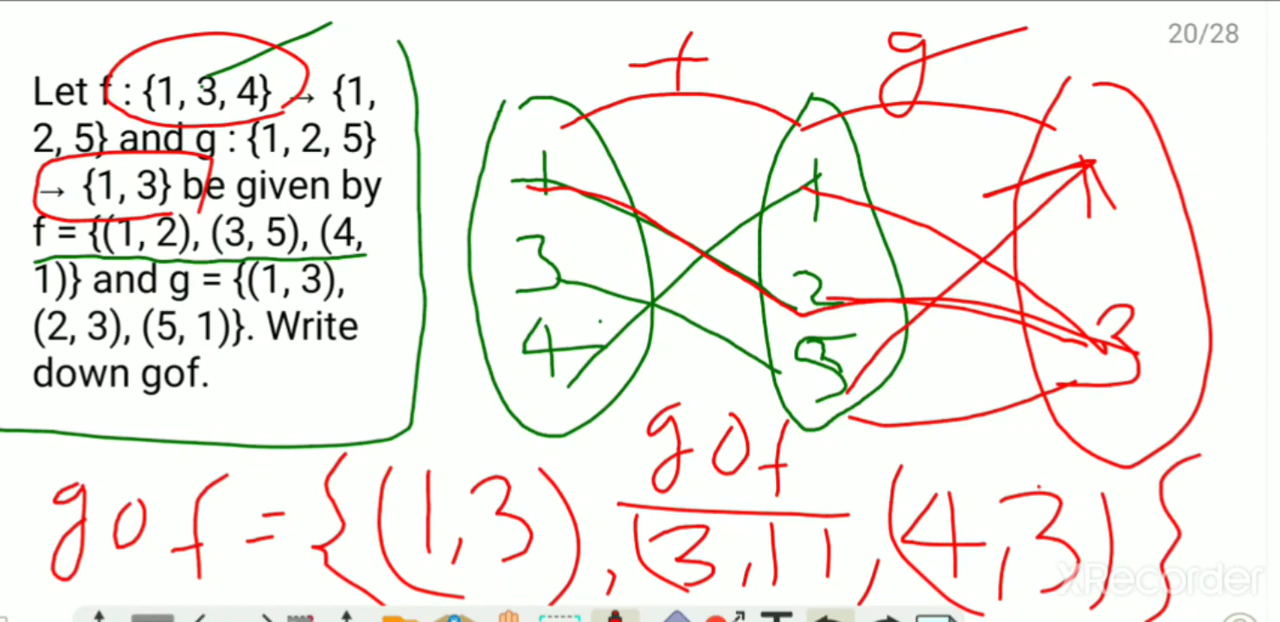 20/28
Let f : {1, 3, 4} → {1,
2, 5} and g : {1, 2, 5}
→ {1, 3} be given by
f = {(1, 2), (3, 5), (4,
1)} and g = {(1, 3),
(2, 3), (5, 1)}. Write
down gof.
f g
1 1 1
3 2 3
4 5
gof
gof = {(1,3), (3,1), (4,3)}
XRecorder